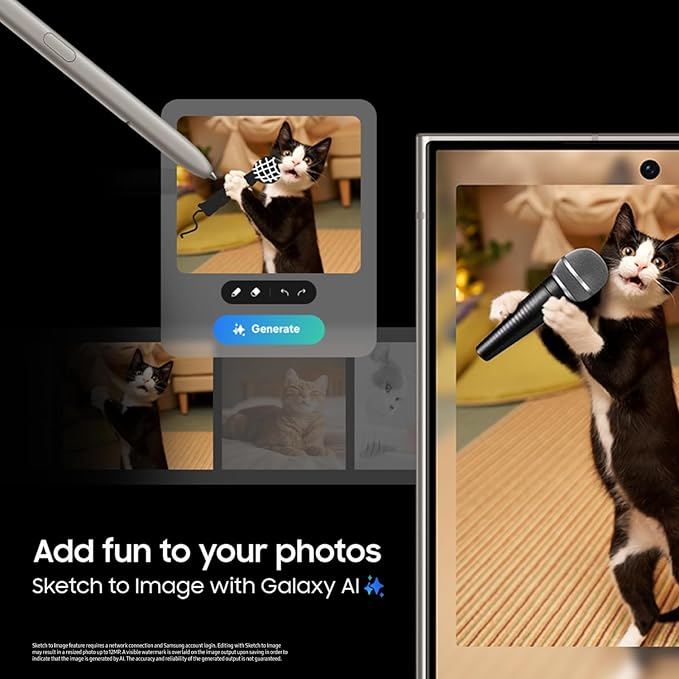 Generate
Add fun to your photos
Sketch to Image with Galaxy AI
Sketch to Image feature requires a network connection and Samsung account login. Editing with Sketch to Image
may result in a resized photo up to 12MP. A visible watermark is overlaid on the image output upon saving in order to
indicate that the image is generated by AI. The accuracy and reliability of the generated output is not guaranteed.